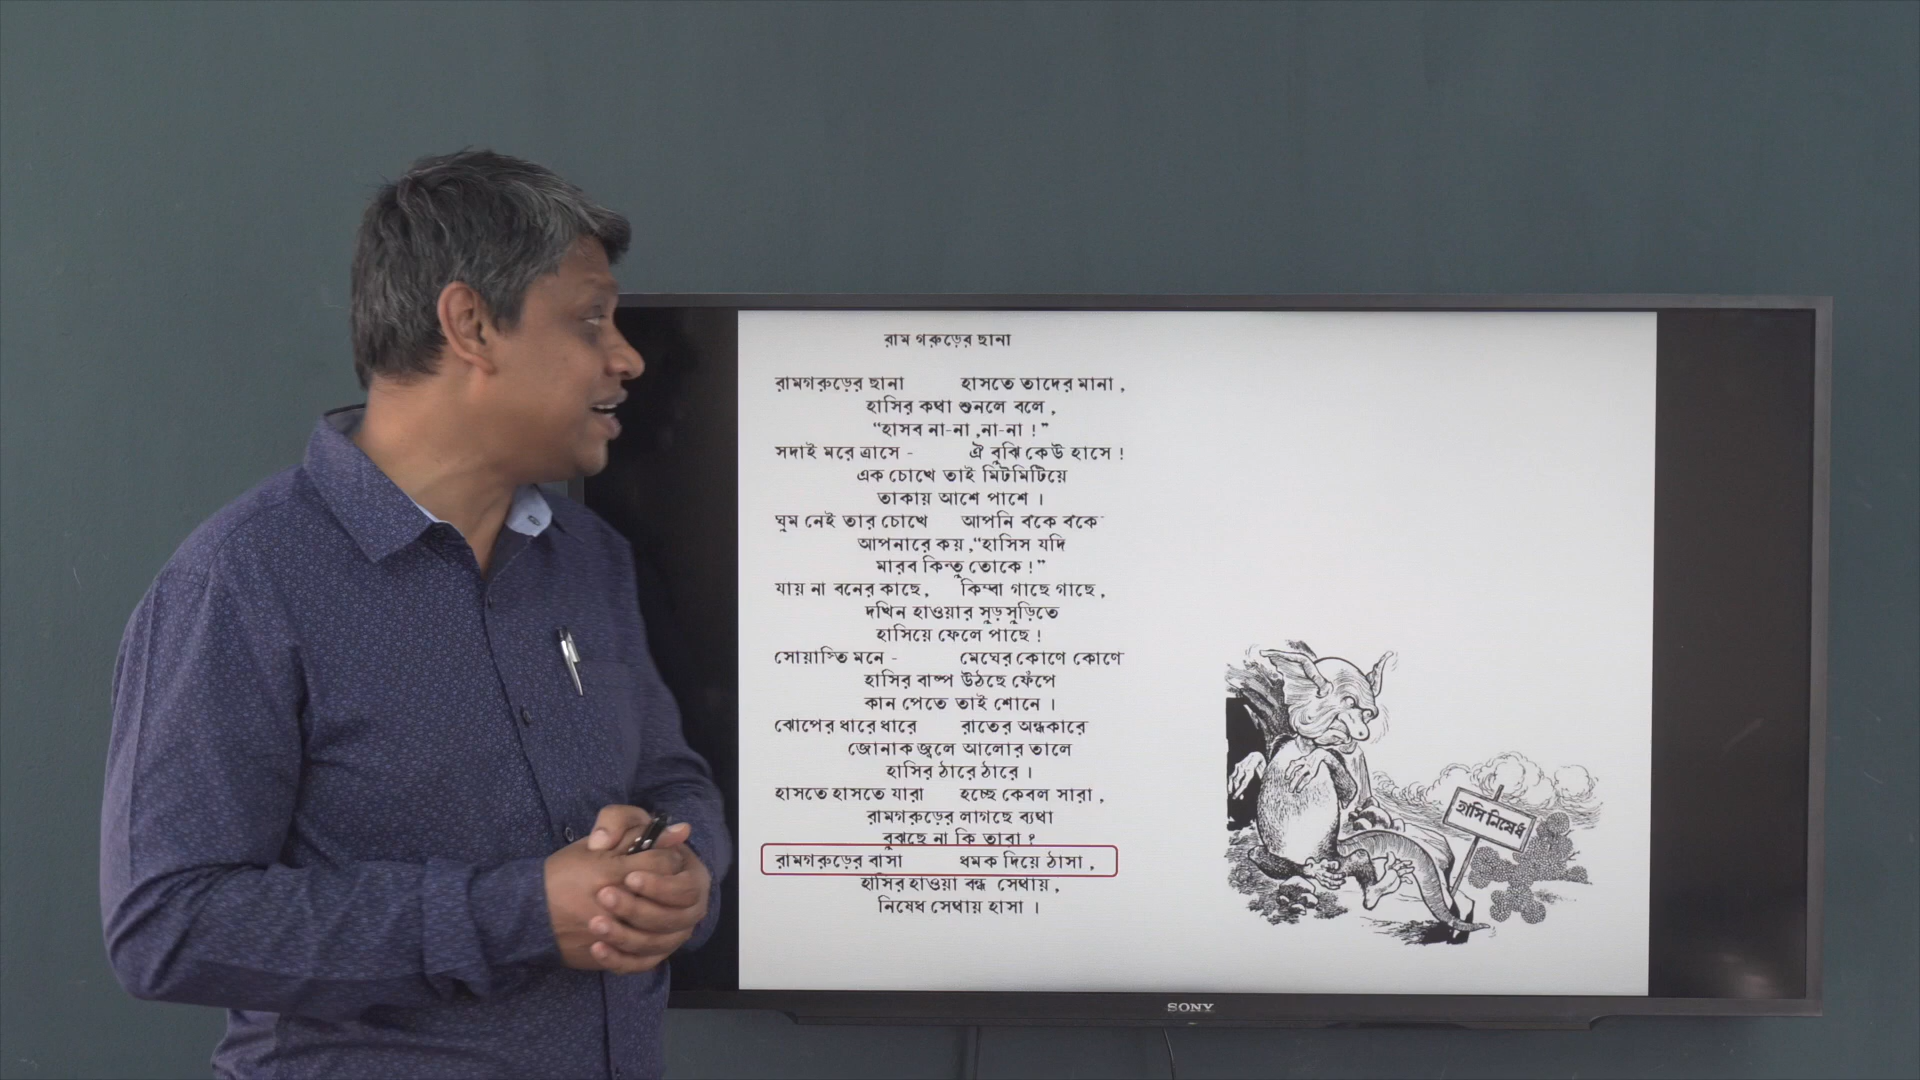 রাম গরুড়ের ছানা
রামগরুড়ের ছানা হাসতে তাদের মানা ,
হাসির কথা শুনলে বলে ,
“হাসব না-না ,না-না !”
সদাই মরে ত্রাসে - ঐ বুঝি কেউ হাসে !
এক চোখে তাই মিটমিটিয়ে
তাকায় আশে পাশে ।
ঘুম নেই তার চোখে আপনি বকে বকে
আপনারে কয় ,“হাসিস যদি
মারব কিন্তু তোকে !”
যায় না বনের কাছে , কিম্বা গাছে গাছে ,
দখিন হাওয়ার সুড়সুড়িতে
হাসিয়ে ফেলে পাছে !
সোয়াস্তি মনে - মেঘের কোণে কোণে
হাসির বাষ্প উঠছে ফেঁপে
কান পেতে তাই শোনে ।
ঝোপের ধারে ধারে রাতের অন্ধকারে
জোনাক জ্বলে আলোর তালে
হাসির ঠারে ঠারে ।
হাসতে হাসতে যারা হচ্ছে কেবল সারা ,
রামগরুড়ের লাগছে ব্যথা
বুঝছে না কি তারা ?
রামগরুড়ের বাসা ধমক দিয়ে ঠাসা ,
হাসির হাওয়া বন্ধ সেথায় ,
নিষেধ সেথায় হাসা ।
হাসি নিষেধ
SONY